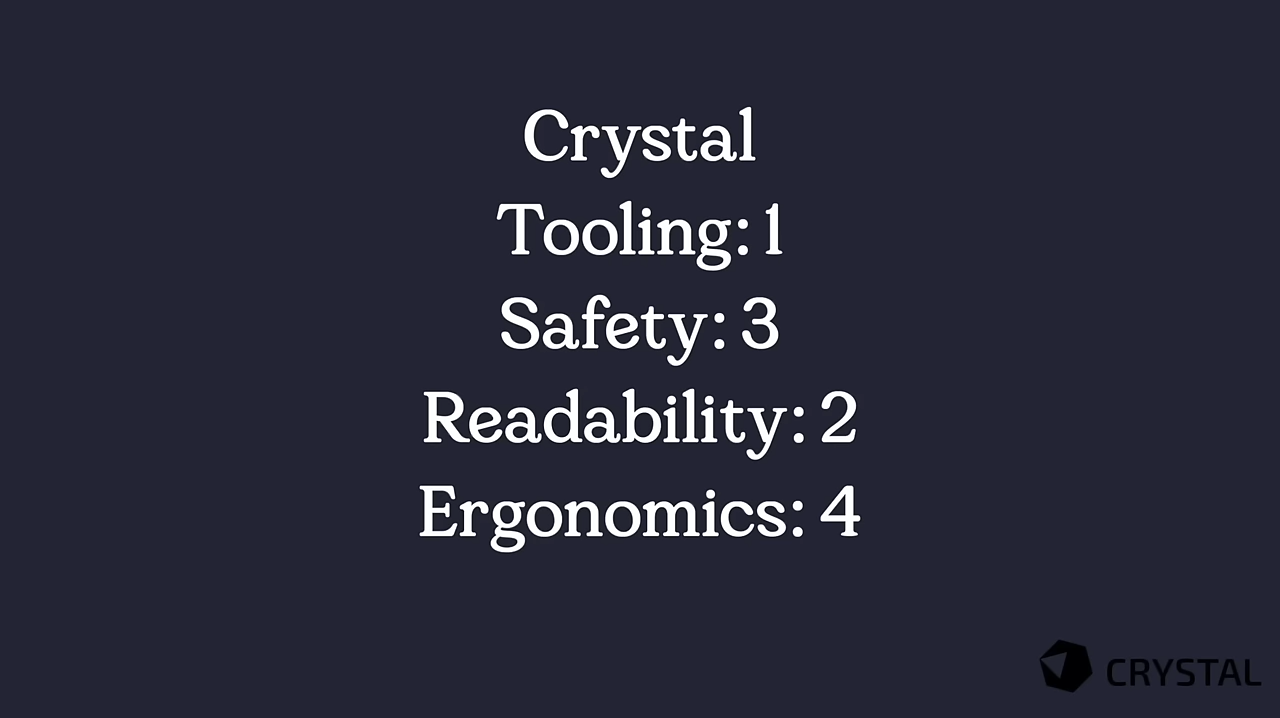 Crystal
Tooling: 1
Safety: 3
Readability: 2
Ergonomics: 4
CRYSTAL